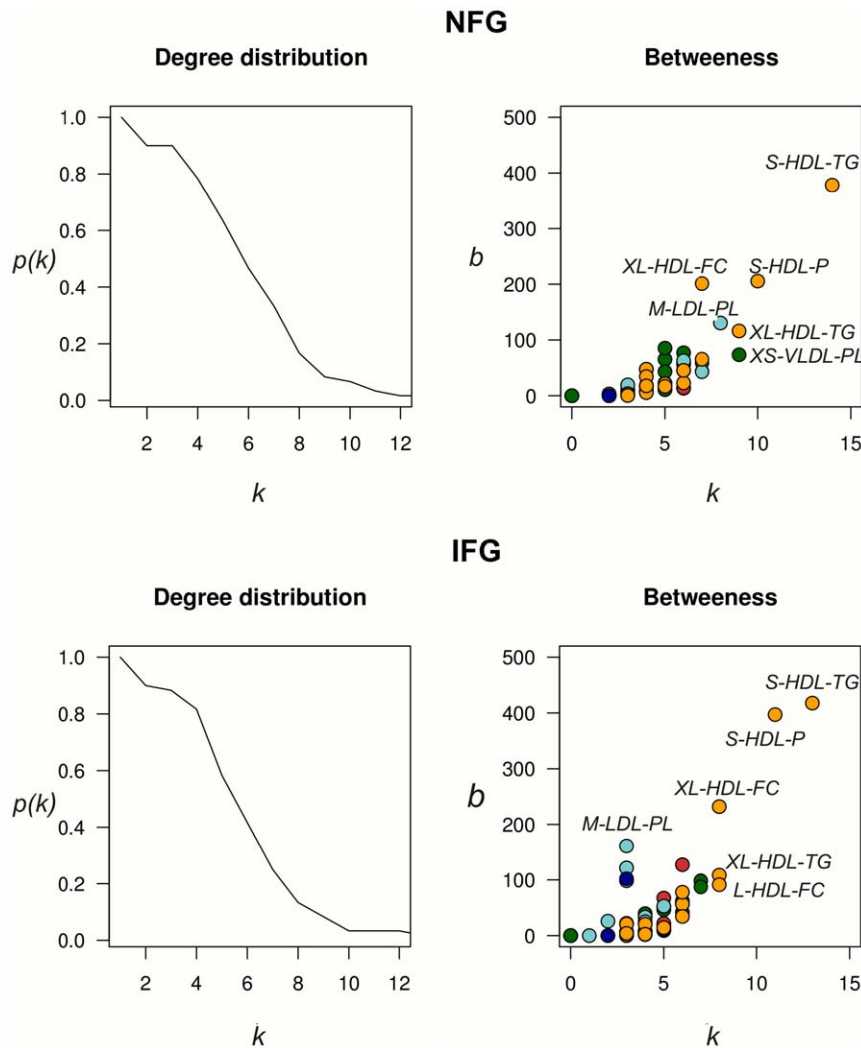 NFG
Degree distribution
Betweeness
1.0
0.8
0.6
0.4
0.2
0.0
p(k)
2 4 6 8 10 12
k
500
400
300
200
100
0
b
S-HDL-TG
XL-HDL-FC S-HDL-P
M-LDL-PL
XL-HDL-TG
XS-VLDL-PL
0 5 10 15
k
IFG
Degree distribution
Betweeness
1.0
0.8
0.6
0.4
0.2
0.0
p(k)
2 4 6 8 10 12
k
500
400
300
200
100
0
b
S-HDL-TG
S-HDL-P
XL-HDL-FC
M-LDL-PL
XL-HDL-TG
L-HDL-FC
0 5 10 15
k